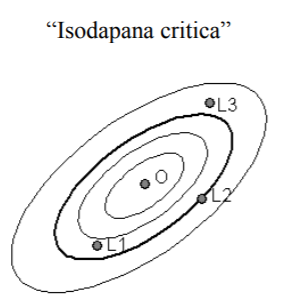 “Isodapana critica”
L3
O
L2
L1